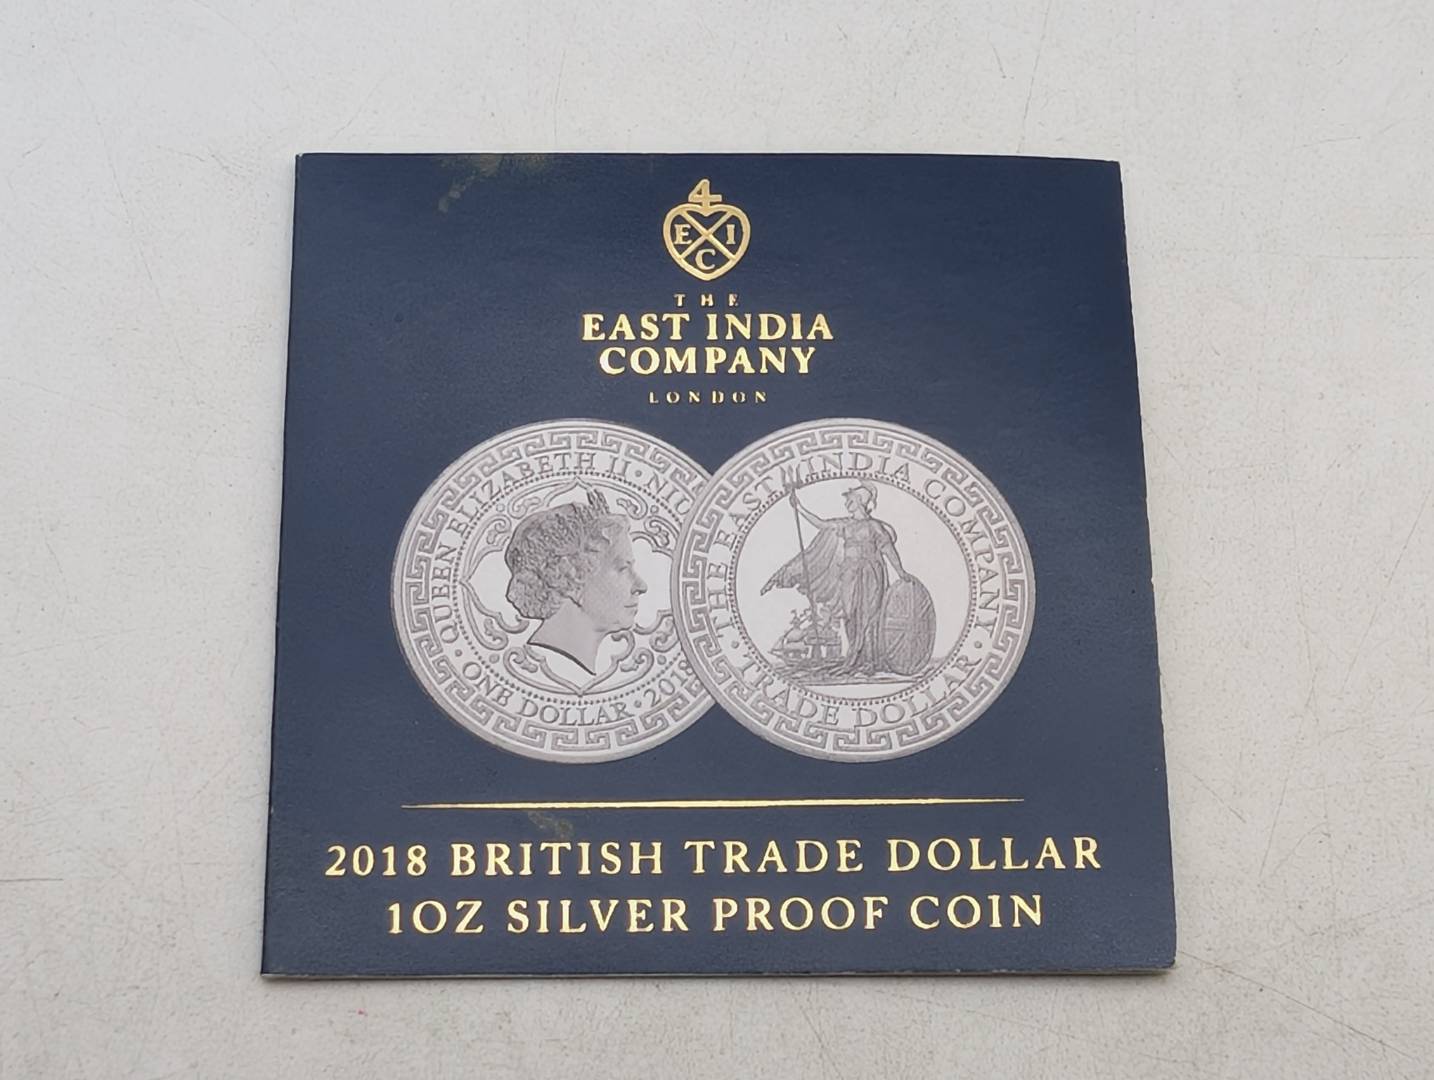 4
E I
C
THE
EAST INDIA
COMPANY
LONDON
QUEEN ELIZABETH II · NIU
· ONE DOLLAR · 2018
· THE EAST INDIA COMPANY ·
TRADE DOLLAR
2018 BRITISH TRADE DOLLAR
1OZ SILVER PROOF COIN